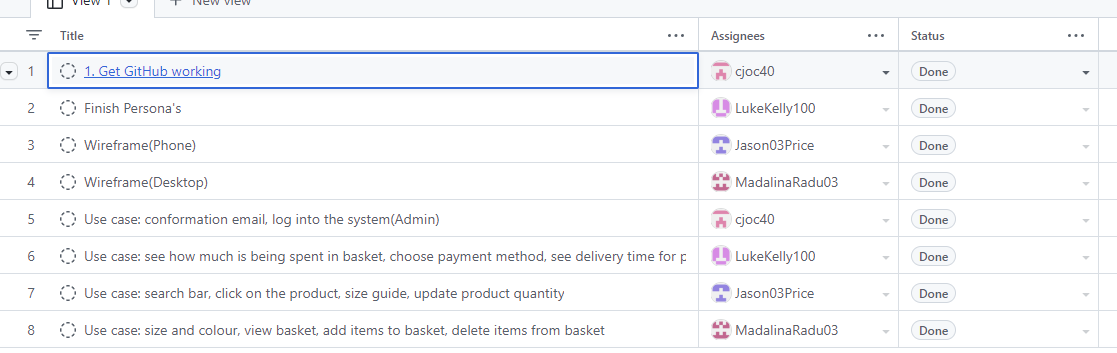 View 1 New view
Title Assignees Status
1 1. Get GitHub working cjoc40 Done
2 Finish Persona's LukeKelly100 Done
3 Wireframe(Phone) Jason03Price Done
4 Wireframe(Desktop) MadalinaRadu03 Done
5 Use case: conformation email, log into the system(Admin) cjoc40 Done
6 Use case: see how much is being spent in basket, choose payment method, see delivery time for p LukeKelly100 Done
7 Use case: search bar, click on the product, size guide, update product quantity Jason03Price Done
8 Use case: size and colour, view basket, add items to basket, delete items from basket MadalinaRadu03 Done